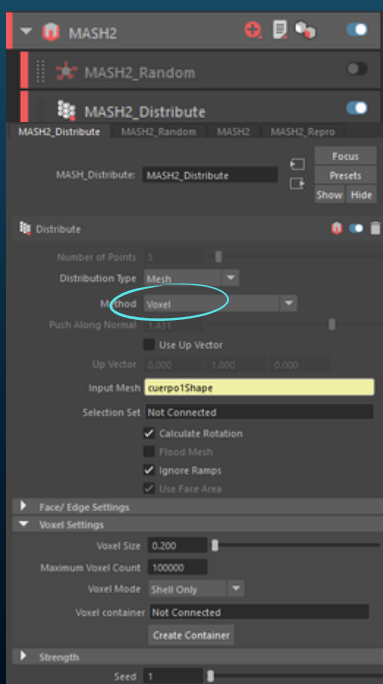 MASH2
MASH2_Random
MASH2_Distribute
MASH2_Distribute MASH2_Random MASH2 MASH2_Repro
Focus
MASH_Distribute: MASH2_Distribute Presets
Show Hide
Distribute
Number of Points 5
Distribution Type Mesh
Method Voxel
Push Along Normal 1.431
Use Up Vector
Up Vector 0.000 1.000 0.000
Input Mesh cuerpo1Shape
Selection Set Not Connected
Calculate Rotation
Flood Mesh
Ignore Ramps
Use Face Area
Face/ Edge Settings
Voxel Settings
Voxel Size 0.200
Maximum Voxel Count 100000
Voxel Mode Shell Only
Voxel container Not Connected
Create Container
Strength
Seed 1